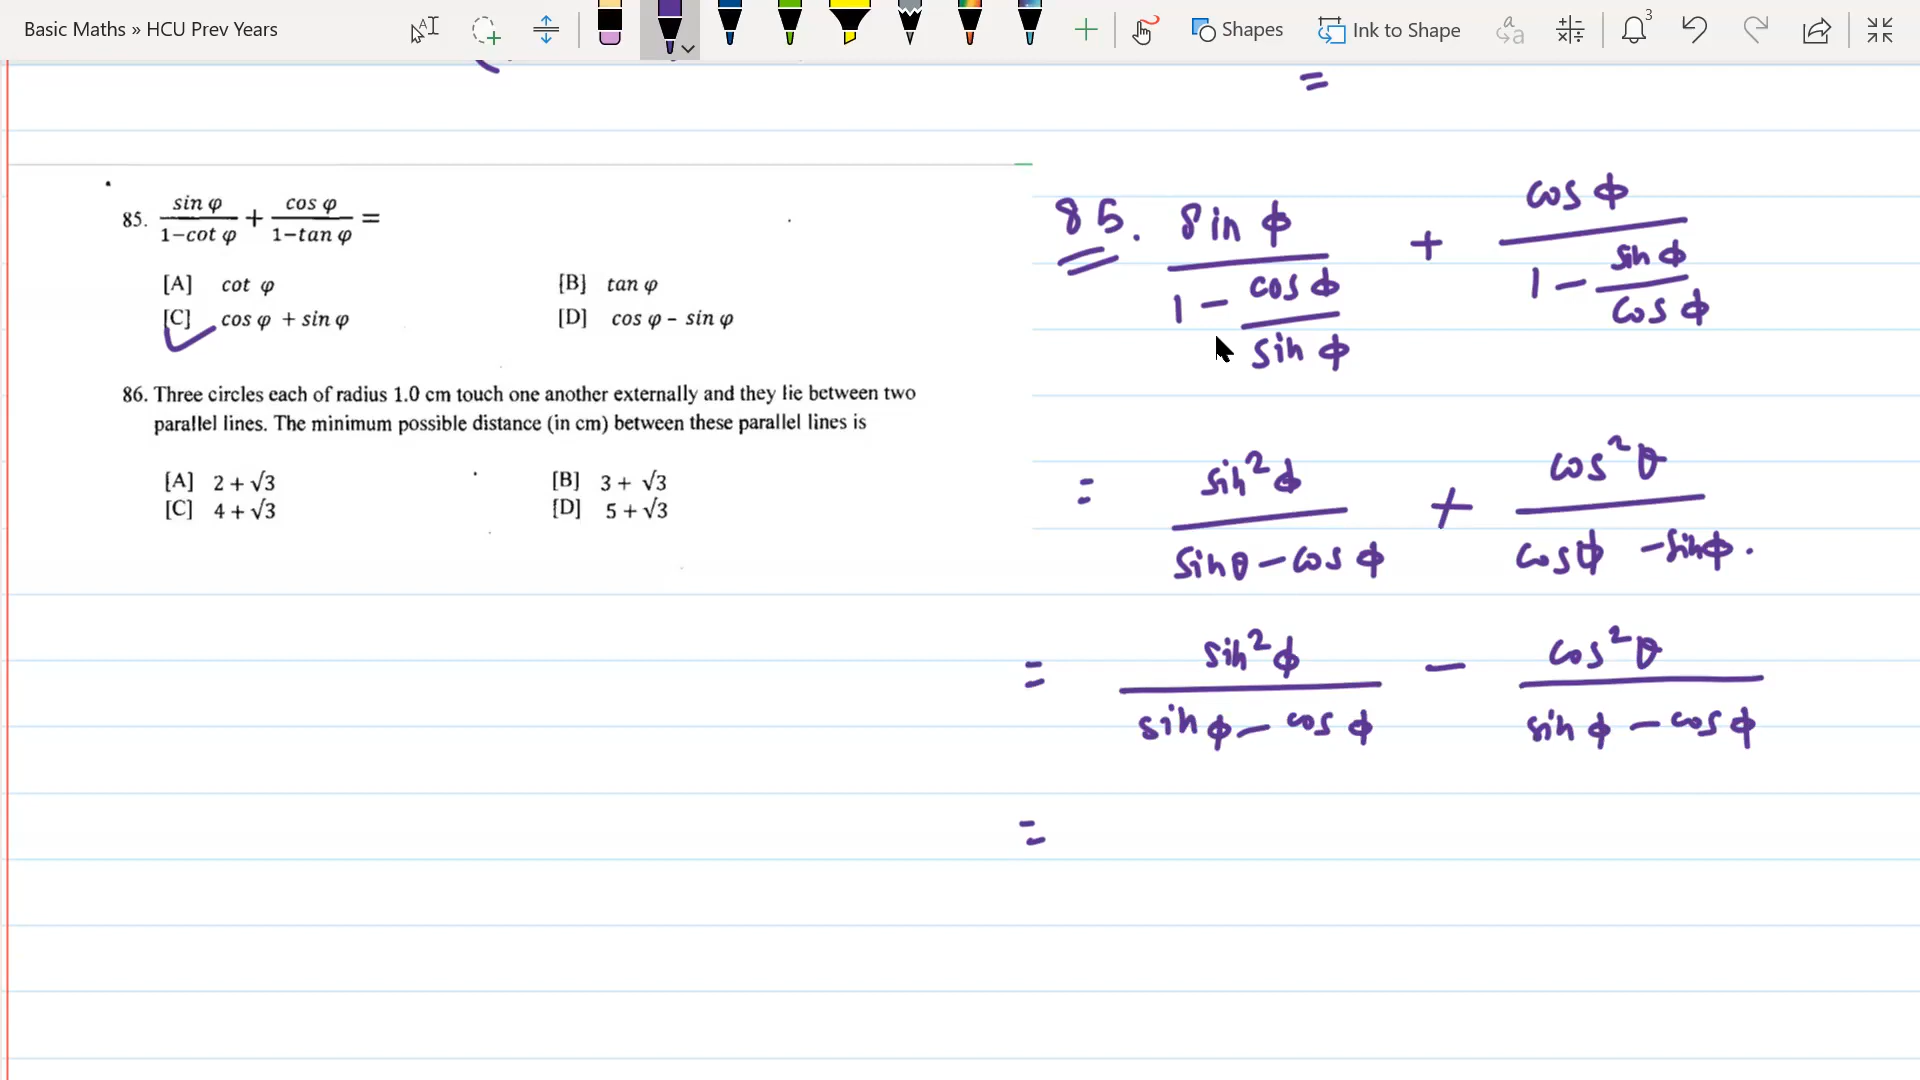 Basic Maths » HCU Prev Years
Shapes
Ink to Shape
3
85. sin φ / 1−cot φ + cos φ / 1−tan φ =
[A] cot φ [B] tan φ
[C] cos φ + sin φ [D] cos φ − sin φ
86. Three circles each of radius 1.0 cm touch one another externally and they lie between two
parallel lines. The minimum possible distance (in cm) between these parallel lines is
[A] 2 + √3 [B] 3 + √3
[C] 4 + √3 [D] 5 + √3
85. sin ϕ / (1 − cos ϕ / sin ϕ) + cos ϕ / (1 − sin ϕ / cos ϕ)
= sin²ϕ / (sin θ − cos ϕ) + cos²θ / (cos ϕ − sin ϕ).
= sin²ϕ / (sin ϕ − cos ϕ) − cos²θ / (sin ϕ − cos ϕ)
=